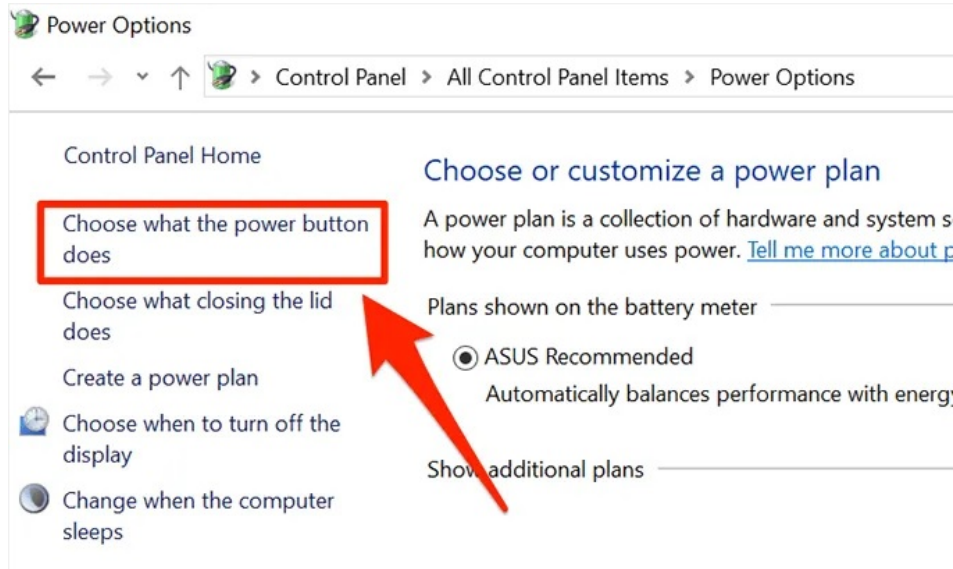 Power Options
Control Panel > All Control Panel Items > Power Options
Control Panel Home
Choose what the power button
does
Choose what closing the lid
does
Create a power plan
Choose when to turn off the
display
Change when the computer
sleeps
Choose or customize a power plan
A power plan is a collection of hardware and system s
how your computer uses power. Tell me more about p
Plans shown on the battery meter
ASUS Recommended
Automatically balances performance with energy
Show additional plans